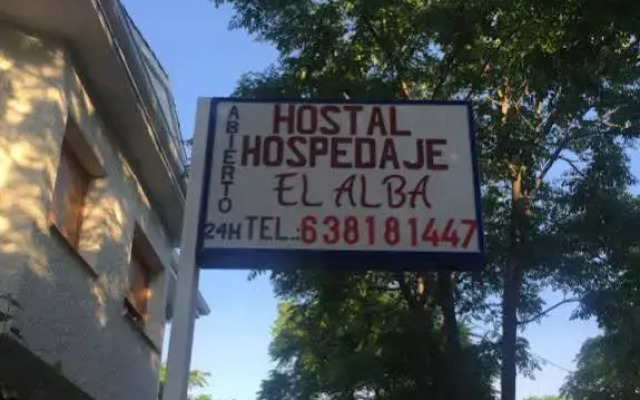 ABIERTO
24H
HOSTAL
HOSPEDAJE
EL ALBA
TEL.: 638181447